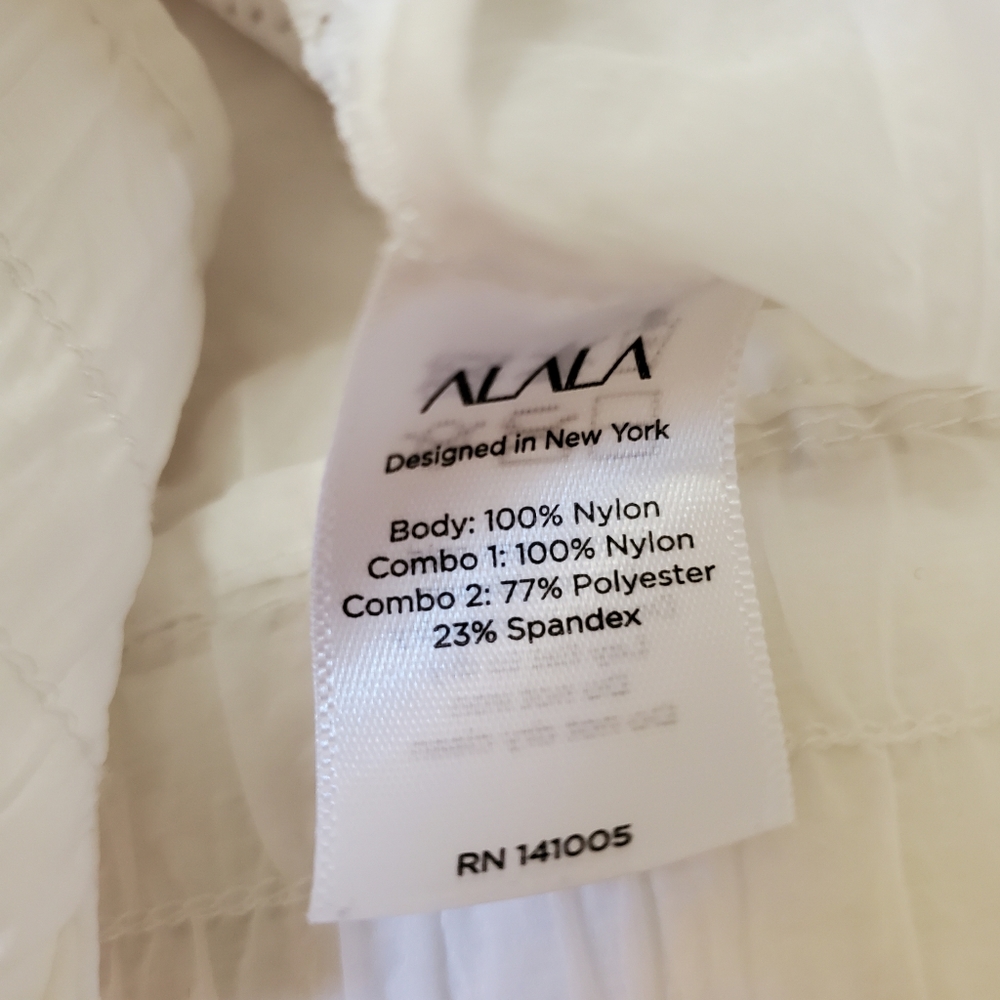 ALALA
Designed in New York
Body: 100% Nylon
Combo 1: 100% Nylon
Combo 2: 77% Polyester
23% Spandex
RN 141005